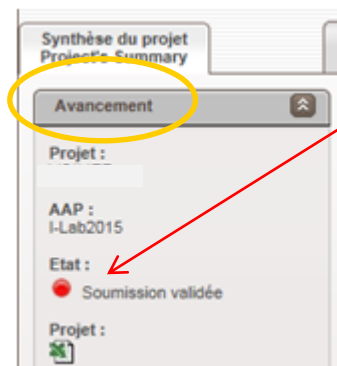 Synthèse du projet
Project's Summary
Avancement
Projet :
AAP :
I-Lab2015
Etat :
Soumission validée
Projet :